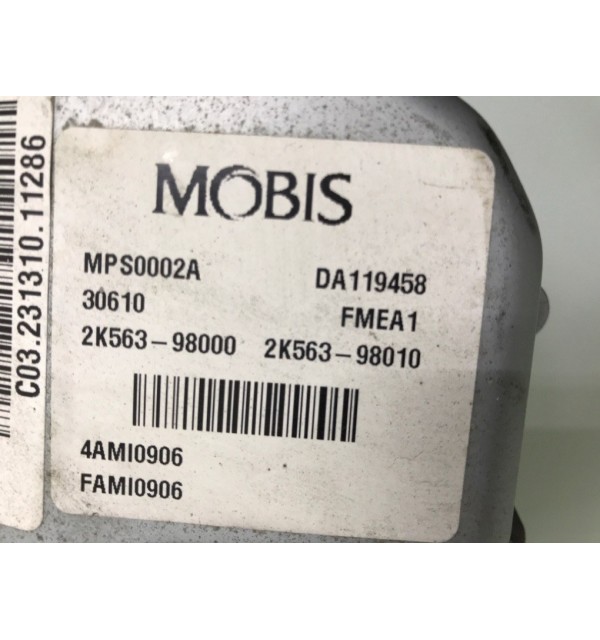 C03.231310.11286
MOBIS
MPS0002A DA119458
30610 FMEA1
2K563-98000 2K563-98010
4AMI0906
FAMI0906